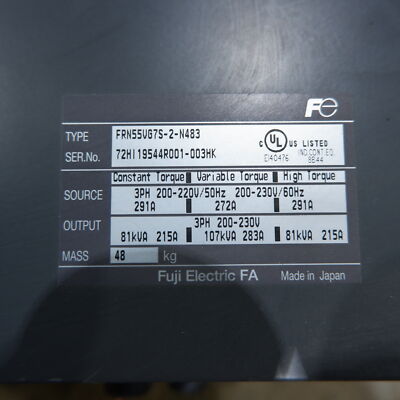 Fe
TYPE FRN55VG7S-2-N483
SER.No. 72HI19544R001-003HK
C UL US LISTED
IND.CONT.EQ.
E140476 8B44
Constant Torque Variable Torque High Torque
SOURCE 3PH 200-220V/50Hz 200-230V/60Hz
291A 272A 291A
OUTPUT 3PH 200-230V
81kVA 215A 107kVA 283A 81kVA 215A
MASS 48 kg
Fuji Electric FA Made in Japan